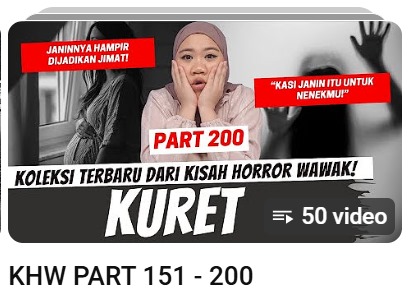 JANINNYA HAMPIR
DIJADIKAN JIMAT!
"KASI JANIN ITU UNTUK
NENEKMU!"
PART 200
KOLEKSI TERBARU DARI KISAH HORROR WAWAK!
KURET
50 video
KHW PART 151 - 200